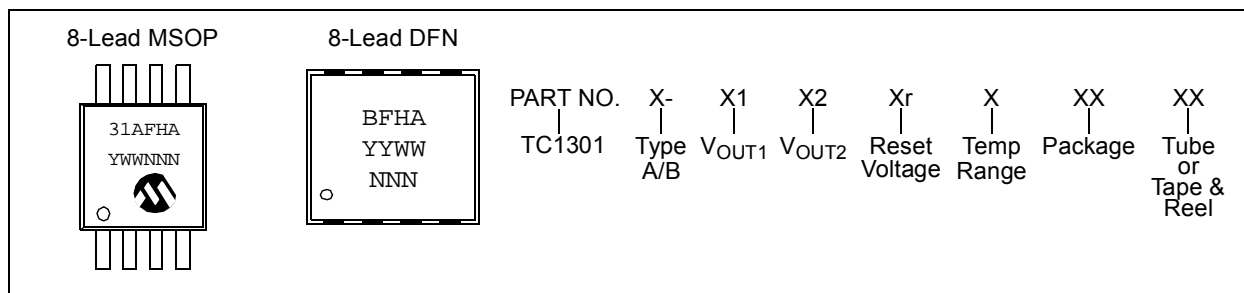 8-Lead MSOP
8-Lead DFN
31AFHA
YWWNNN
BFHA
YYWW
NNN
PART NO. X- X1 X2 Xr X XX XX
TC1301 Type A/B VOUT1 VOUT2 Reset Voltage Temp Range Package Tube or Tape & Reel